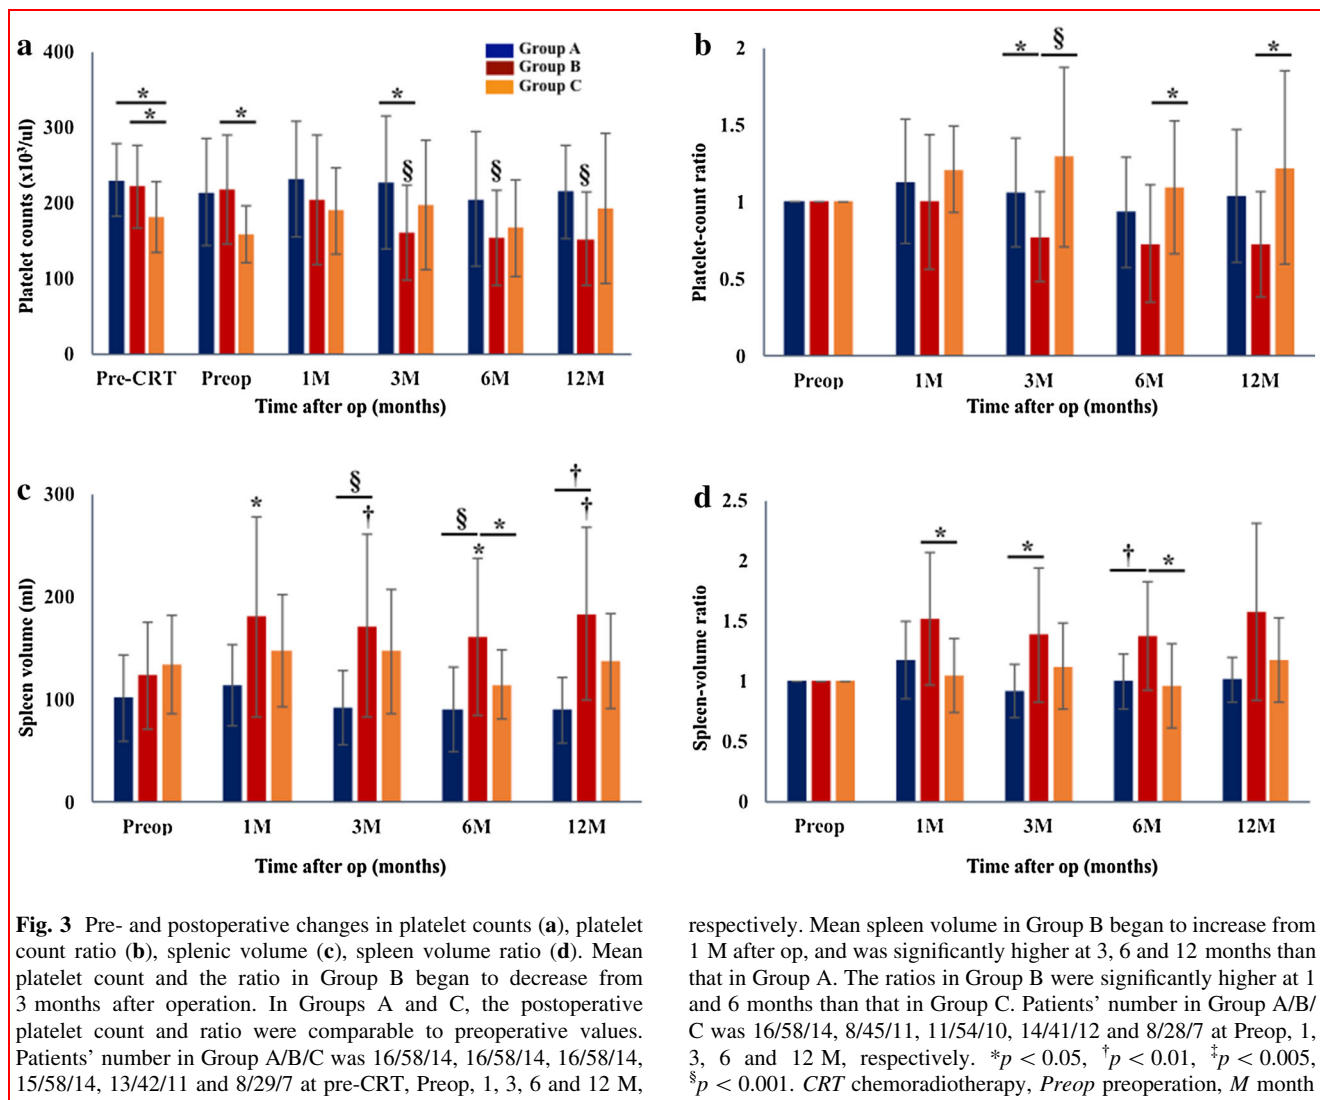 a
400
300
200
100
0
Platelet counts (x10³/ul)
Group A
Group B
Group C
*
*
*
*
§
§
§
Pre-CRT Preop 1M 3M 6M 12M
Time after op (months)
b
2
1.5
1
0.5
0
Platelet-count ratio
* § * *
Preop 1M 3M 6M 12M
Time after op (months)
c
300
200
100
0
Spleen volume (ml)
*
§
†
§ *
*
†
†
Preop 1M 3M 6M 12M
Time after op (months)
d
2.5
2
1.5
1
0.5
0
Spleen-volume ratio
* * † *
Preop 1M 3M 6M 12M
Time after op (months)
Fig. 3 Pre- and postoperative changes in platelet counts (a), platelet
count ratio (b), splenic volume (c), spleen volume ratio (d). Mean
platelet count and the ratio in Group B began to decrease from
3 months after operation. In Groups A and C, the postoperative
platelet count and ratio were comparable to preoperative values.
Patients' number in Group A/B/C was 16/58/14, 16/58/14, 16/58/14,
15/58/14, 13/42/11 and 8/29/7 at pre-CRT, Preop, 1, 3, 6 and 12 M,
respectively. Mean spleen volume in Group B began to increase from
1 M after op, and was significantly higher at 3, 6 and 12 months than
that in Group A. The ratios in Group B were significantly higher at 1
and 6 months than that in Group C. Patients' number in Group A/B/
C was 16/58/14, 8/45/11, 11/54/10, 14/41/12 and 8/28/7 at Preop, 1,
3, 6 and 12 M, respectively. *p < 0.05, †p < 0.01, ‡p < 0.005,
§p < 0.001. CRT chemoradiotherapy, Preop preoperation, M month